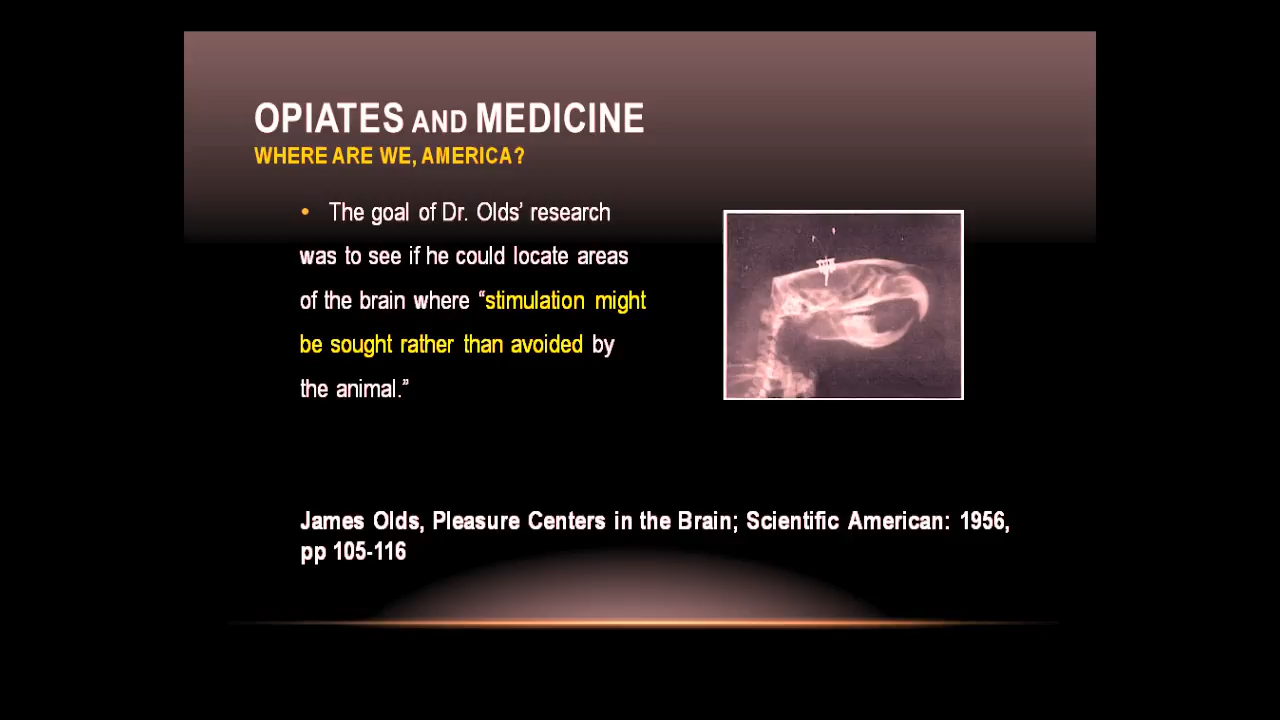 OPIATES AND MEDICINE
WHERE ARE WE, AMERICA?
• The goal of Dr. Olds’ research
was to see if he could locate areas
of the brain where “stimulation might
be sought rather than avoided by
the animal.”
James Olds, Pleasure Centers in the Brain; Scientific American: 1956,
pp 105-116